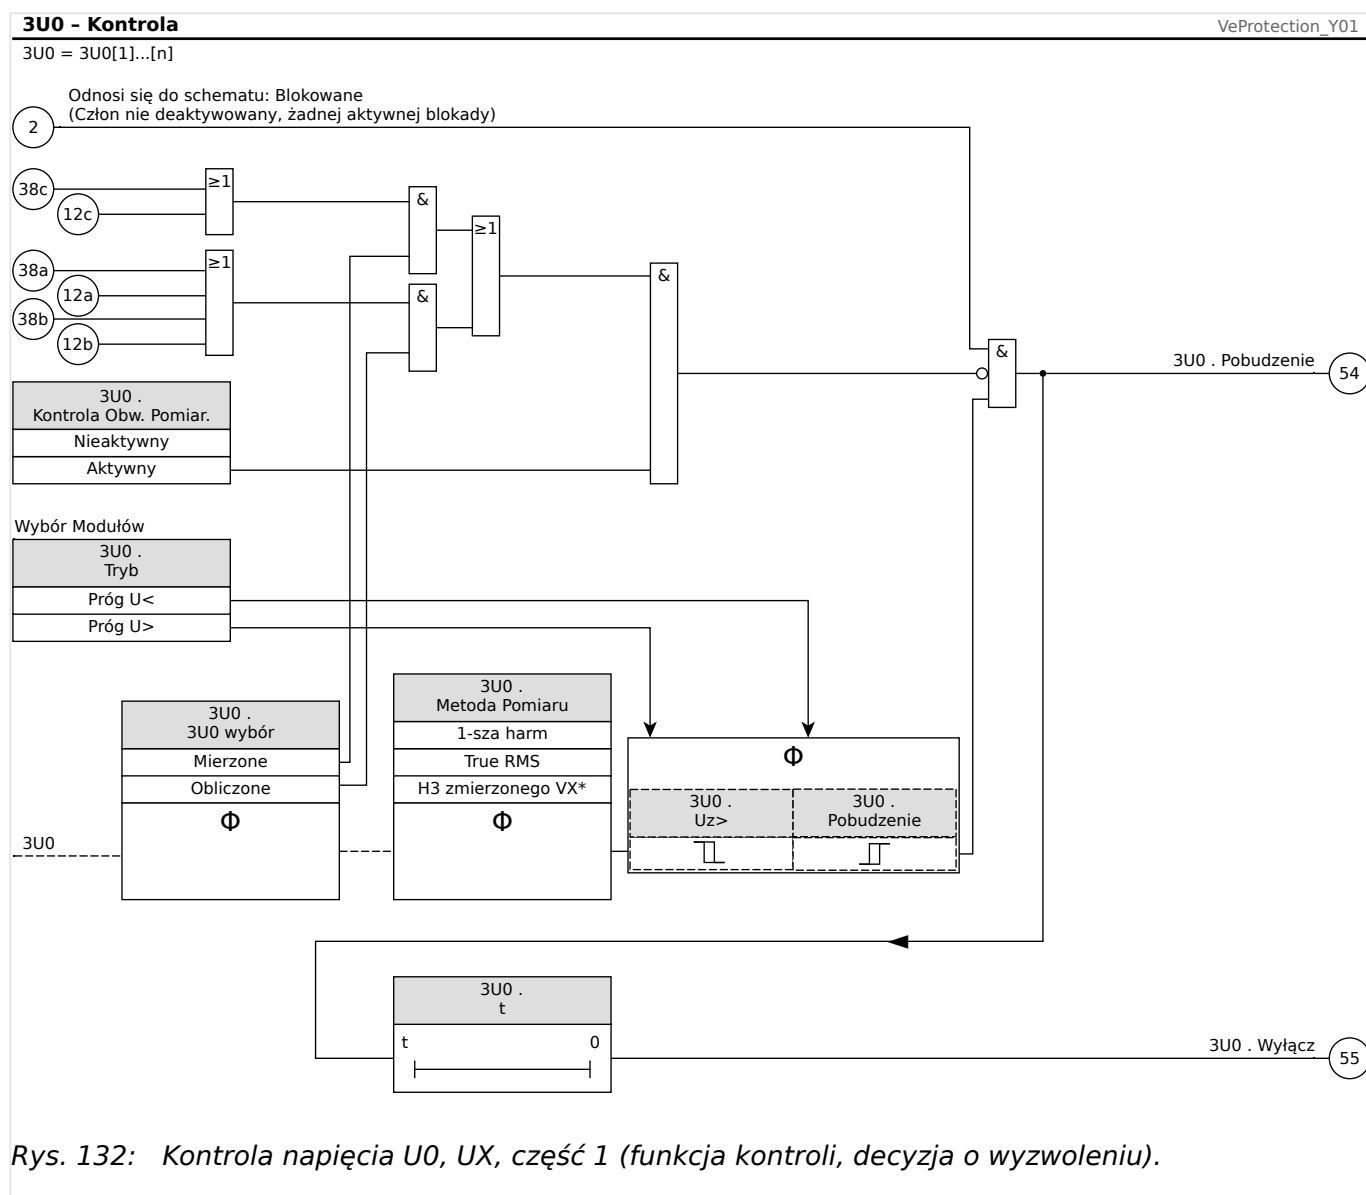 3U0 – Kontrola
VeProtection_Y01
3U0 = 3U0[1]...[n]
Odnosi się do schematu: Blokowane
(Człon nie deaktywowany, żadnej aktywnej blokady)
2
38c
12c
≥1
&
≥1
38a
12a
38b
12b
≥1
&
&
&
3U0 . Pobudzenie
54
3U0 .
Kontrola Obw. Pomiar.
Nieaktywny
Aktywny
Wybór Modułów
3U0 .
Tryb
Próg U<
Próg U>
3U0 .
3U0 wybór
Mierzone
Obliczone
Φ
3U0
3U0 .
Metoda Pomiaru
1-sza harm
True RMS
H3 zmierzonego VX*
Φ
Φ
3U0 .
Uz>
3U0 .
Pobudzenie
3U0 .
t
t 0
3U0 . Wyłącz
55
Rys. 132: Kontrola napięcia U0, UX, część 1 (funkcja kontroli, decyzja o wyzwoleniu).